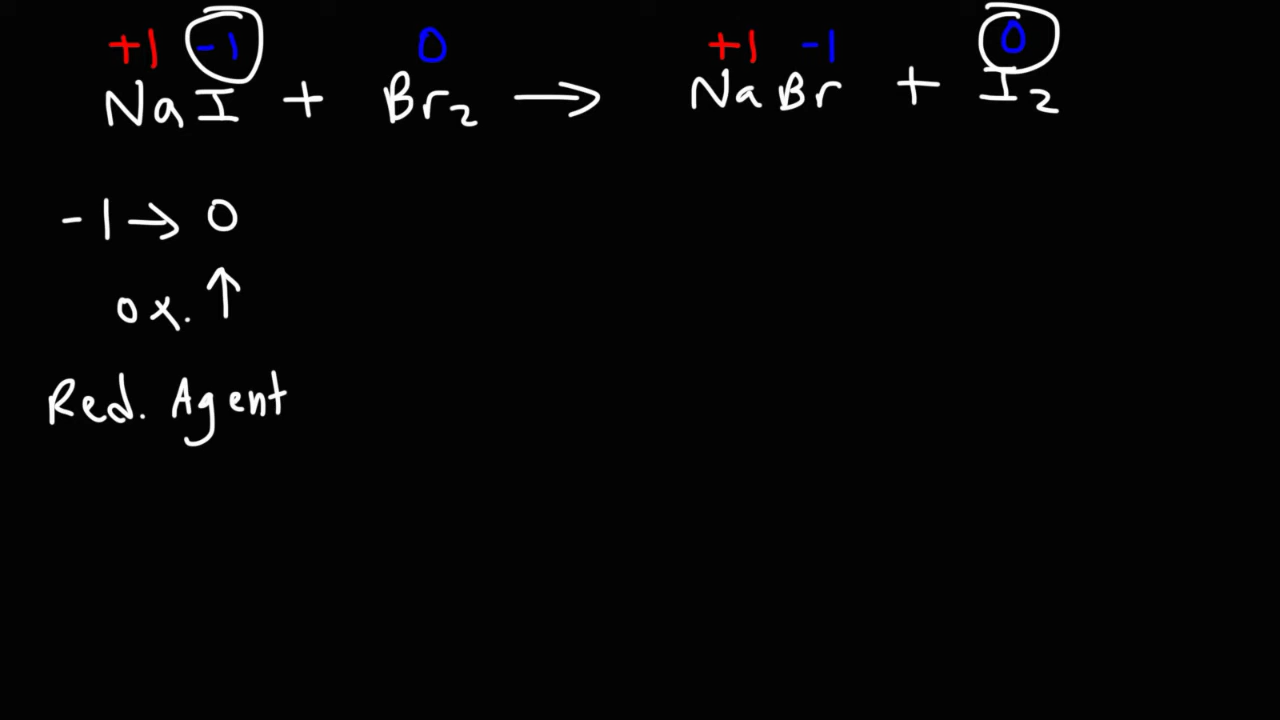 +1 -1 0 +1 -1 0
NaI + Br₂ → NaBr + I₂
-1 → 0
ox. ↑
Red. Agent